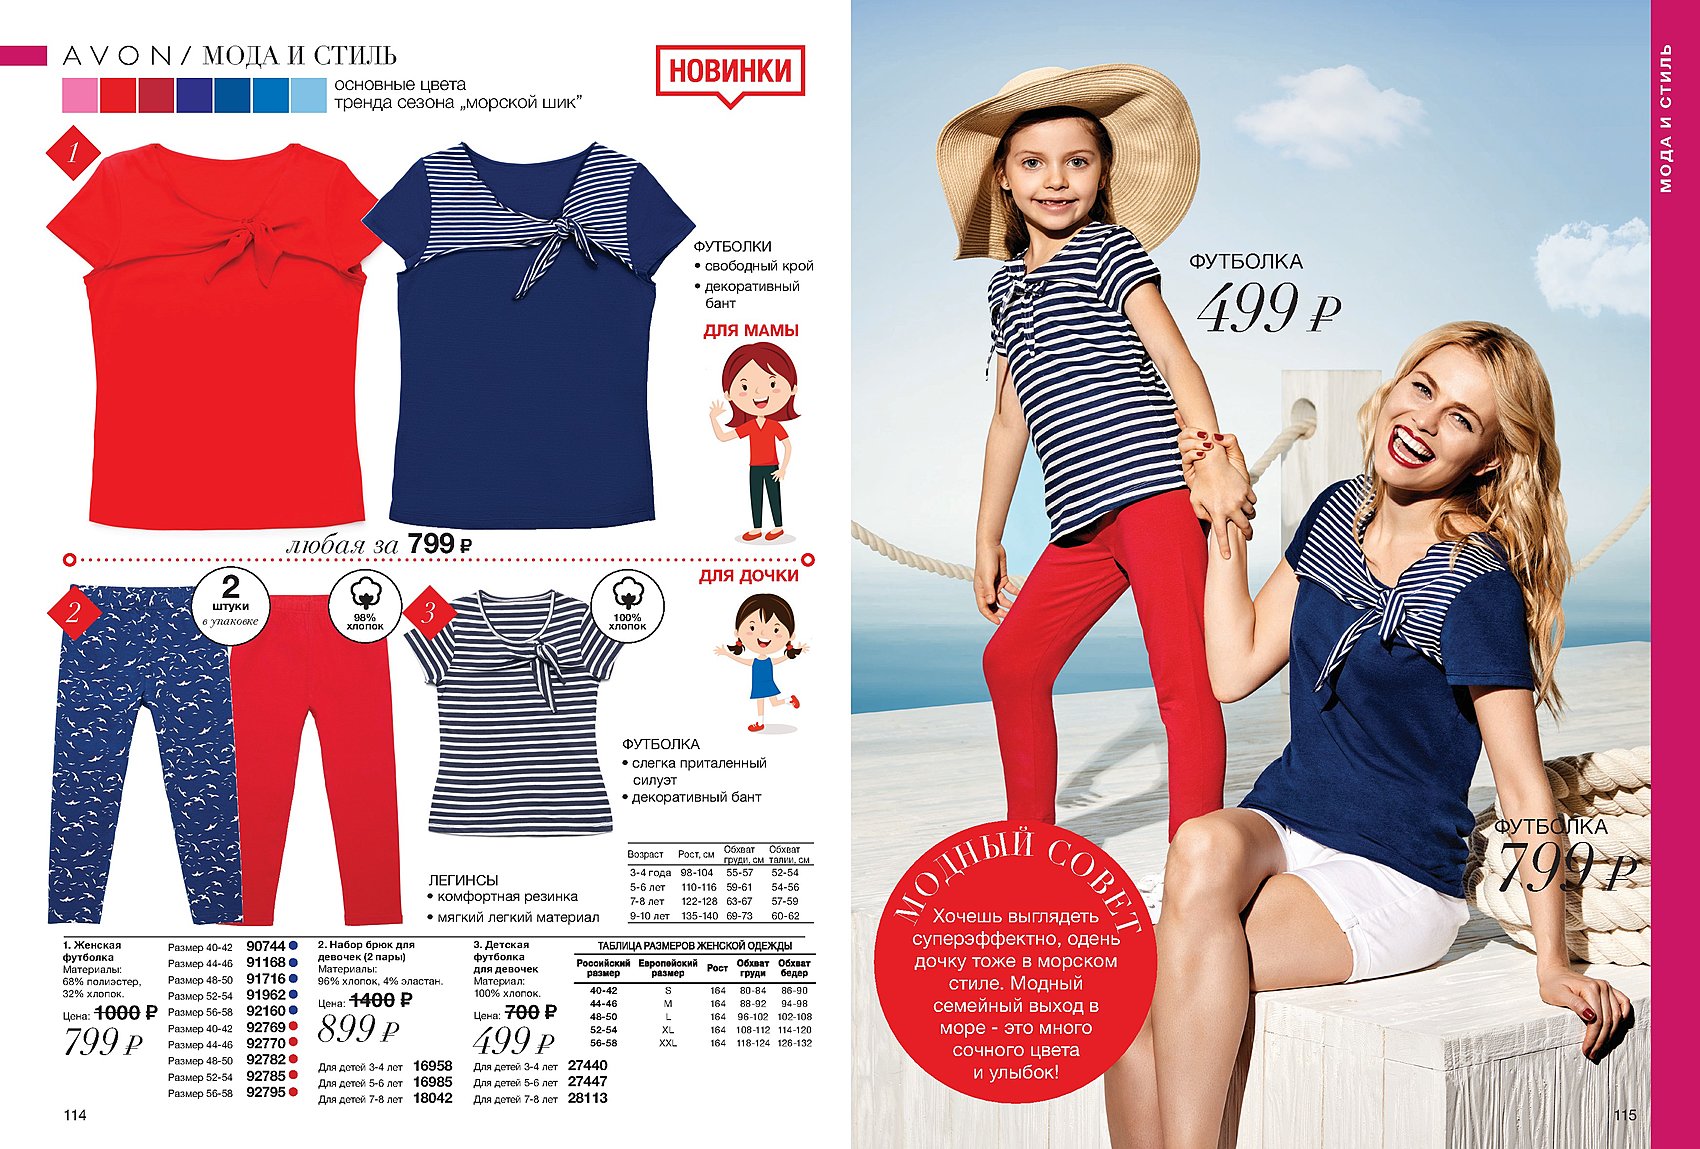 AVON / МОДА И СТИЛЬ
основные цвета
тренда сезона „морской шик”
НОВИНКИ
1
ФУТБОЛКИ
• свободный крой
• декоративный
бант
ДЛЯ МАМЫ
любая за 799 ₽
ДЛЯ ДОЧКИ
2
2
штуки
в упаковке
98%
хлопок
3
100%
хлопок
ФУТБОЛКА
• слегка приталенный
силуэт
• декоративный бант
ЛЕГИНСЫ
• комфортная резинка
• мягкий легкий материал
Возраст Рост, см Обхват груди, см Обхват талии, см
3-4 года 98-104 55-57 52-54
5-6 лет 110-116 59-61 54-56
7-8 лет 122-128 63-67 57-59
9-10 лет 135-140 69-73 60-62
1. Женская
футболка
Материалы:
68% полиэстер,
32% хлопок.
Цена: 1000 ₽
799 ₽
Размер 40-42 90744
Размер 44-46 91168
Размер 48-50 91716
Размер 52-54 91962
Размер 56-58 92160
Размер 40-42 92769
Размер 44-46 92770
Размер 48-50 92782
Размер 52-54 92785
Размер 56-58 92795
2. Набор брюк для
девочек (2 пары)
Материалы:
96% хлопок, 4% эластан.
Цена: 1400 ₽
899 ₽
Для детей 3-4 лет 16958
Для детей 5-6 лет 16985
Для детей 7-8 лет 18042
3. Детская
футболка
для девочек
Материал:
100% хлопок.
Цена: 700 ₽
499 ₽
Для детей 3-4 лет 27440
Для детей 5-6 лет 27447
Для детей 7-8 лет 28113
ТАБЛИЦА РАЗМЕРОВ ЖЕНСКОЙ ОДЕЖДЫ
Российский размер Европейский размер Рост Обхват груди Обхват бедер
40-42 S 164 80-84 86-90
44-46 M 164 88-92 94-98
48-50 L 164 96-102 102-108
52-54 XL 164 108-112 114-120
56-58 XXL 164 118-124 126-132
114
МОДА И СТИЛЬ
ФУТБОЛКА
499 ₽
ФУТБОЛКА
799 ₽
МОДНЫЙ СОВЕТ
Хочешь выглядеть
суперэффектно, одень
дочку тоже в морском
стиле. Модный
семейный выход в
море - это много
сочного цвета
и улыбок!
115